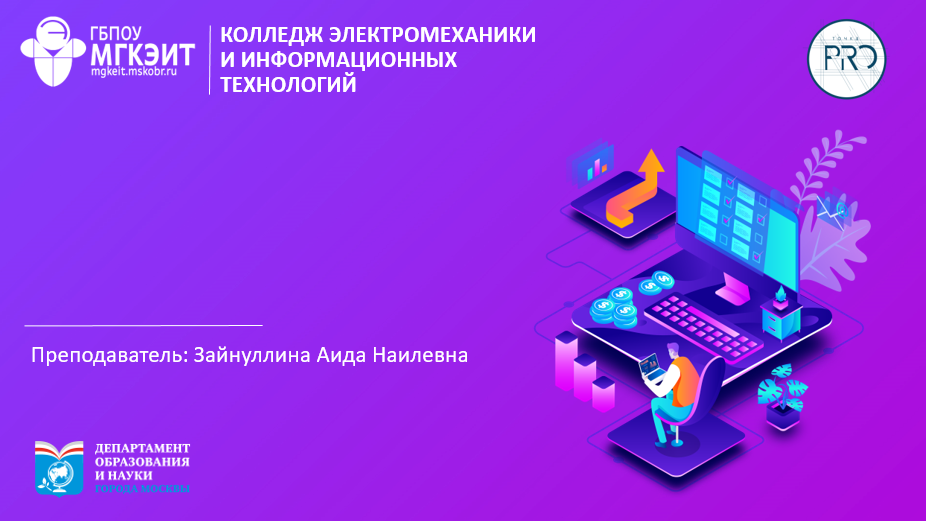 ГБПОУ
МГКЭИТ
mgkeit.mskobr.ru
КОЛЛЕДЖ ЭЛЕКТРОМЕХАНИКИ
И ИНФОРМАЦИОННЫХ
ТЕХНОЛОГИЙ
ТОЧКА
PRO
Преподаватель: Зайнуллина Аида Наилевна
ДЕПАРТАМЕНТ
ОБРАЗОВАНИЯ
И НАУКИ
ГОРОДА МОСКВЫ